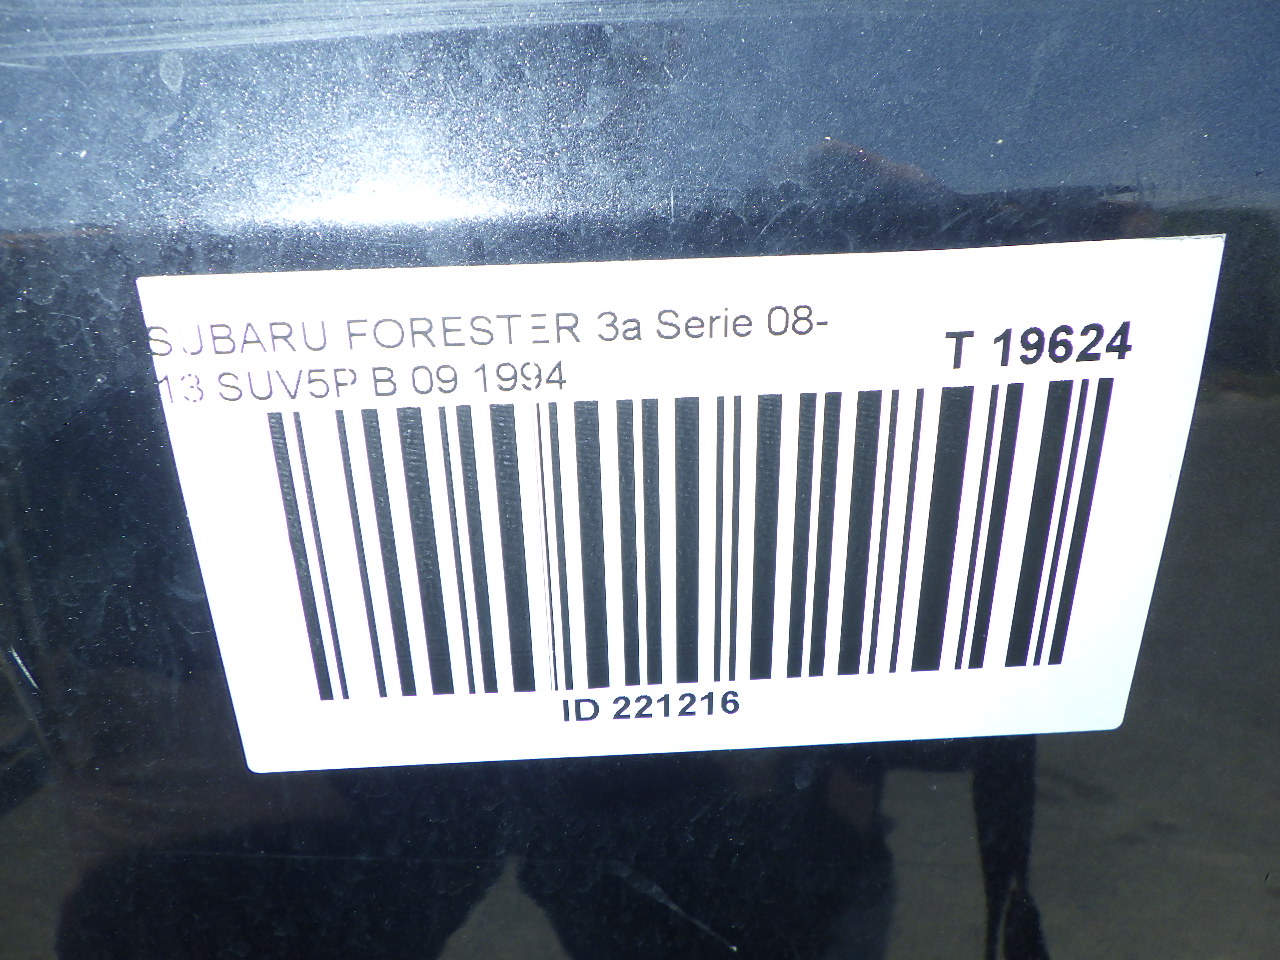 SUBARU FORESTER 3a Serie 08-
13 SUV5P B 09 1994
T 19624
ID 221216